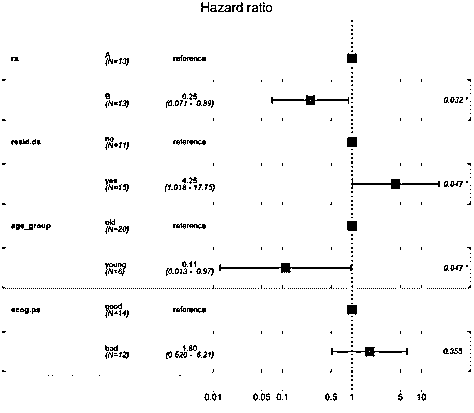 Hazard ratio
rx A (N=13) reference
B (N=13) 0.25 (0.071 - 0.89) 0.032 *
resid.ds no (N=11) reference
yes (N=15) 4.25 (1.018 - 17.75) 0.047 *
age_group old (N=20) reference
young (N=6) 0.11 (0.013 - 0.97) 0.047 *
ecog.ps good (N=14) reference
bad (N=12) 1.80 (0.520 - 6.21) 0.355
0.01 0.05 0.1 0.5 1 5 10